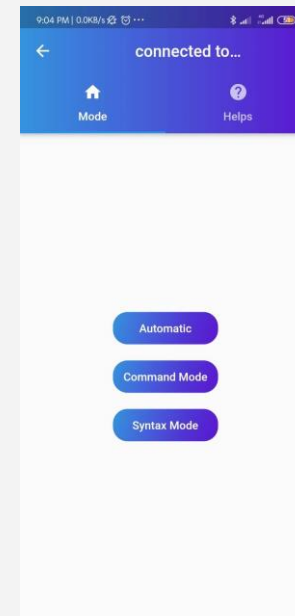 9:04 PM | 0.0KB/s
connected to...
Mode
Helps
Automatic
Command Mode
Syntax Mode